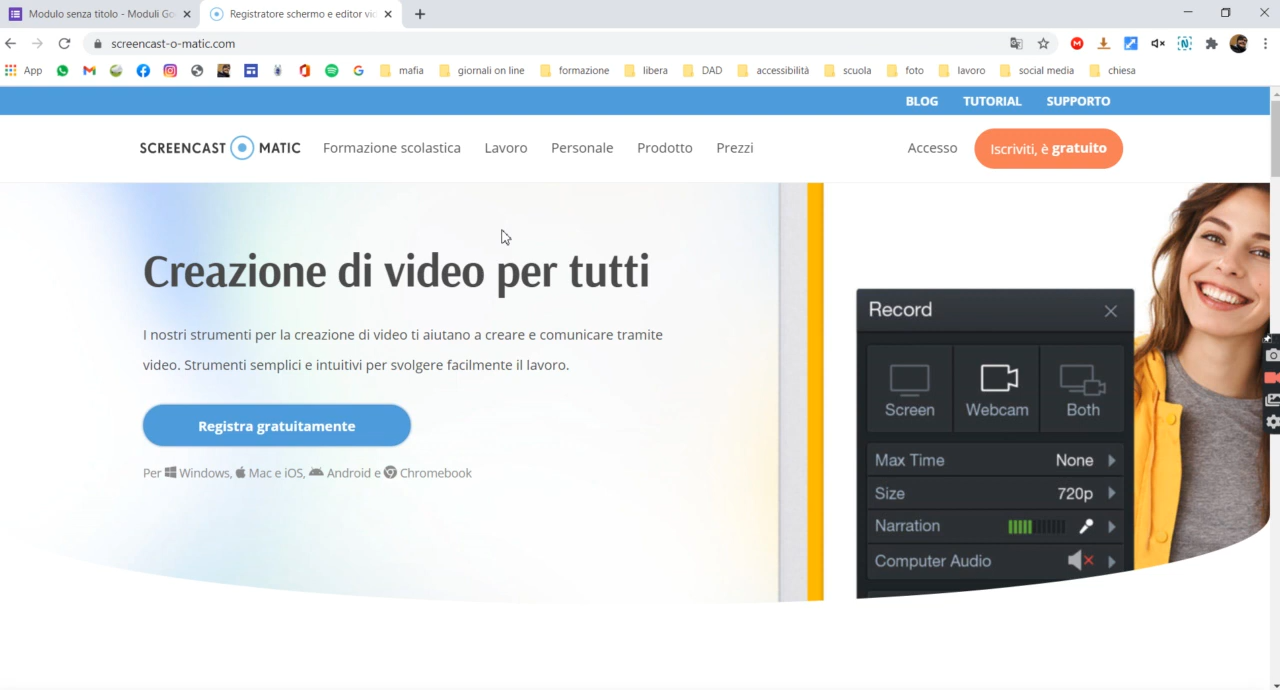 Modulo senza titolo - Moduli Go
Registratore schermo e editor vid
screencast-o-matic.com
App
mafia
giornali on line
formazione
libera
DAD
accessibilità
scuola
foto
lavoro
social media
chiesa
BLOG TUTORIAL SUPPORTO
SCREENCAST O MATIC
Formazione scolastica Lavoro Personale Prodotto Prezzi
Accesso
Iscriviti, è gratuito
Creazione di video per tutti
I nostri strumenti per la creazione di video ti aiutano a creare e comunicare tramite
video. Strumenti semplici e intuitivi per svolgere facilmente il lavoro.
Registra gratuitamente
Per Windows, Mac e iOS, Android e Chromebook
Record
Screen Webcam Both
Max Time None
Size 720p
Narration
Computer Audio